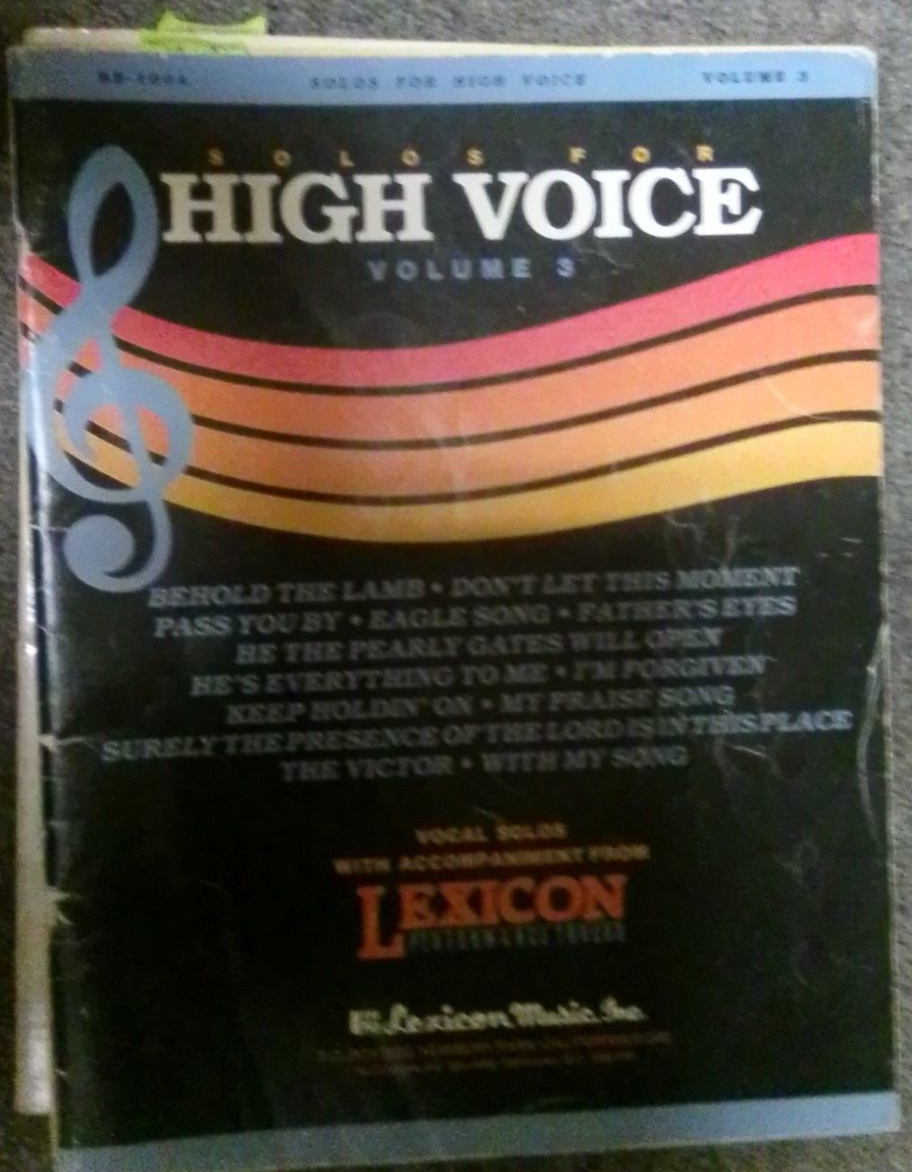 SOLOS FOR HIGH VOICE VOLUME 3
SOLOS FOR
HIGH VOICE
VOLUME 3
BEHOLD THE LAMB • DON'T LET THIS MOMENT
PASS YOU BY • EAGLE SONG • FATHER'S EYES
HE THE PEARLY GATES WILL OPEN
HE'S EVERYTHING TO ME • I'M FORGIVEN
KEEP HOLDIN' ON • MY PRAISE SONG
SURELY THE PRESENCE OF THE LORD IS IN THIS PLACE
THE VICTOR • WITH MY SONG
VOCAL SOLOS
WITH ACCOMPANIMENT FROM
LEXICON
PERFORMANCE TRACKS
Lexicon Music, Inc.